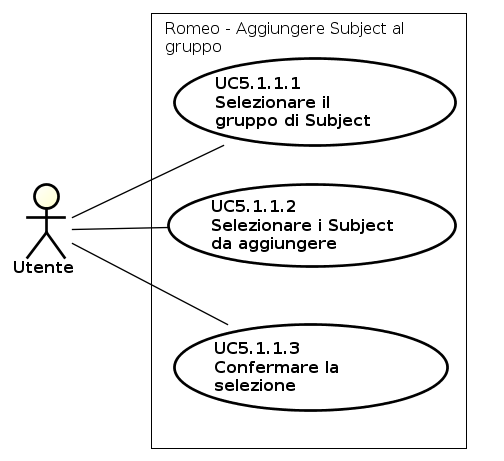 Romeo - Aggiungere Subject al
gruppo
UC5.1.1.1
Selezionare il
gruppo di Subject
UC5.1.1.2
Selezionare i Subject
da aggiungere
Utente
UC5.1.1.3
Confermare la
selezione